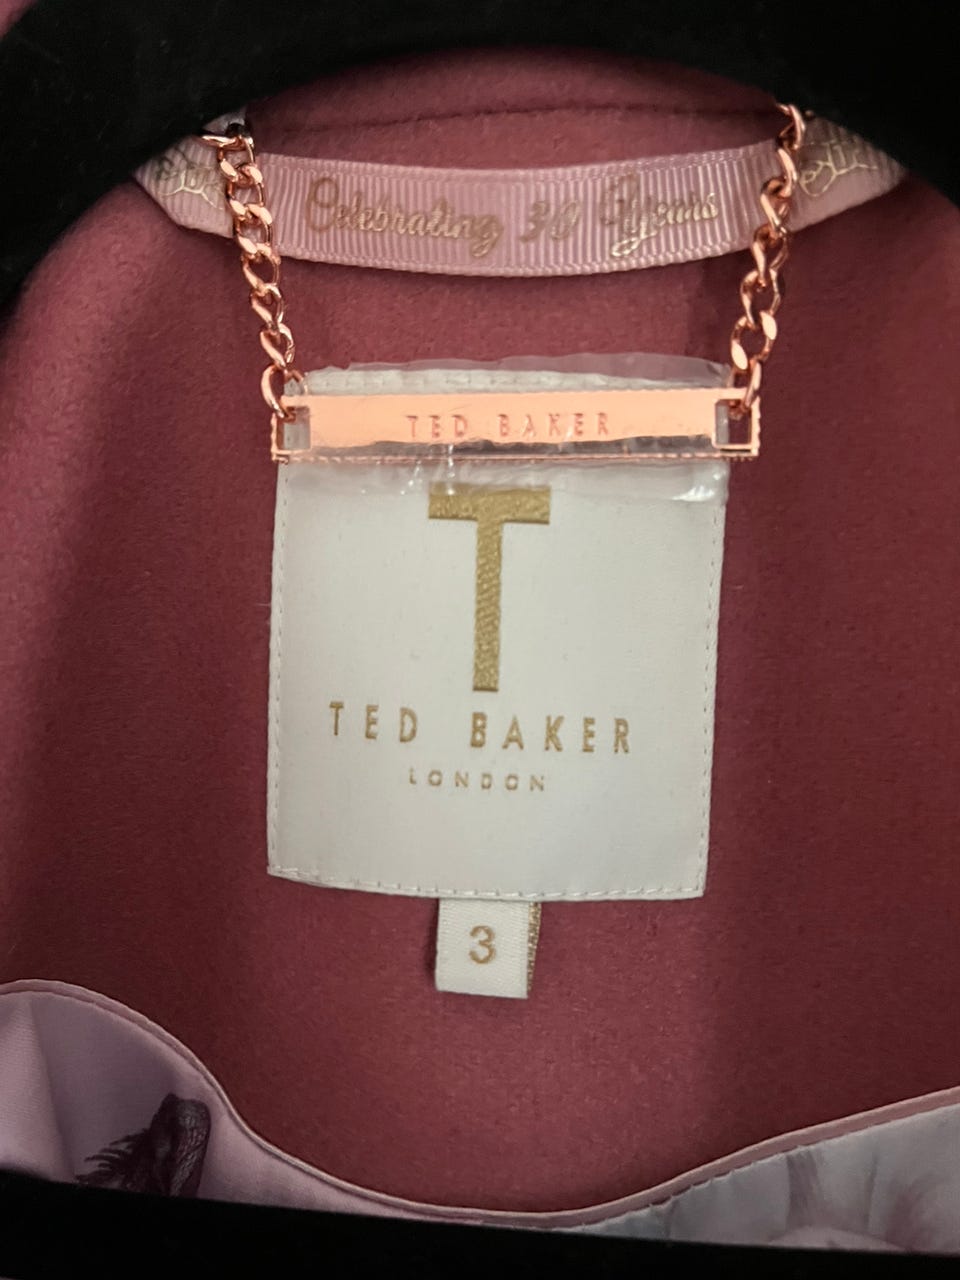 Celebrating 30 Years
TED BAKER
T
TED BAKER
LONDON
3